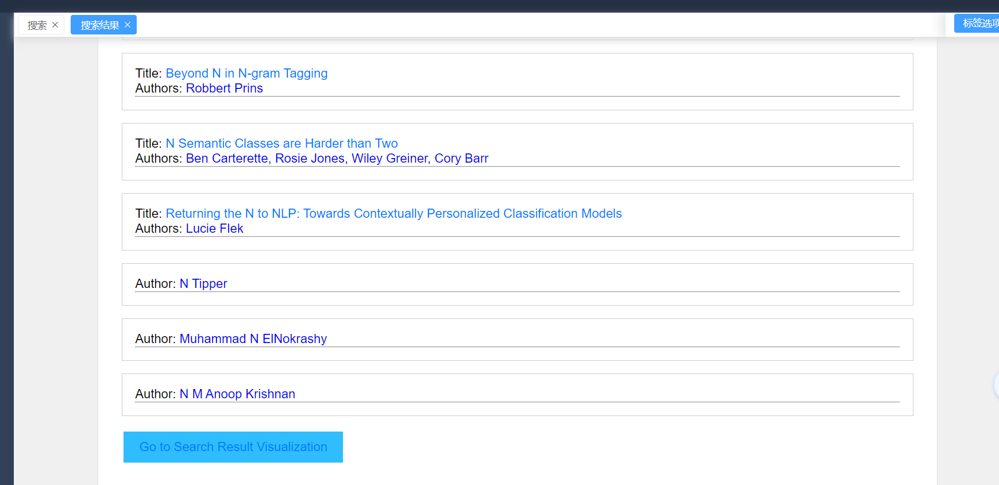 搜索
搜索结果
标签选项
Title: Beyond N in N-gram Tagging
Authors: Robbert Prins
Title: N Semantic Classes are Harder than Two
Authors: Ben Carterette, Rosie Jones, Wiley Greiner, Cory Barr
Title: Returning the N to NLP: Towards Contextually Personalized Classification Models
Authors: Lucie Flek
Author: N Tipper
Author: Muhammad N ElNokrashy
Author: N M Anoop Krishnan
Go to Search Result Visualization